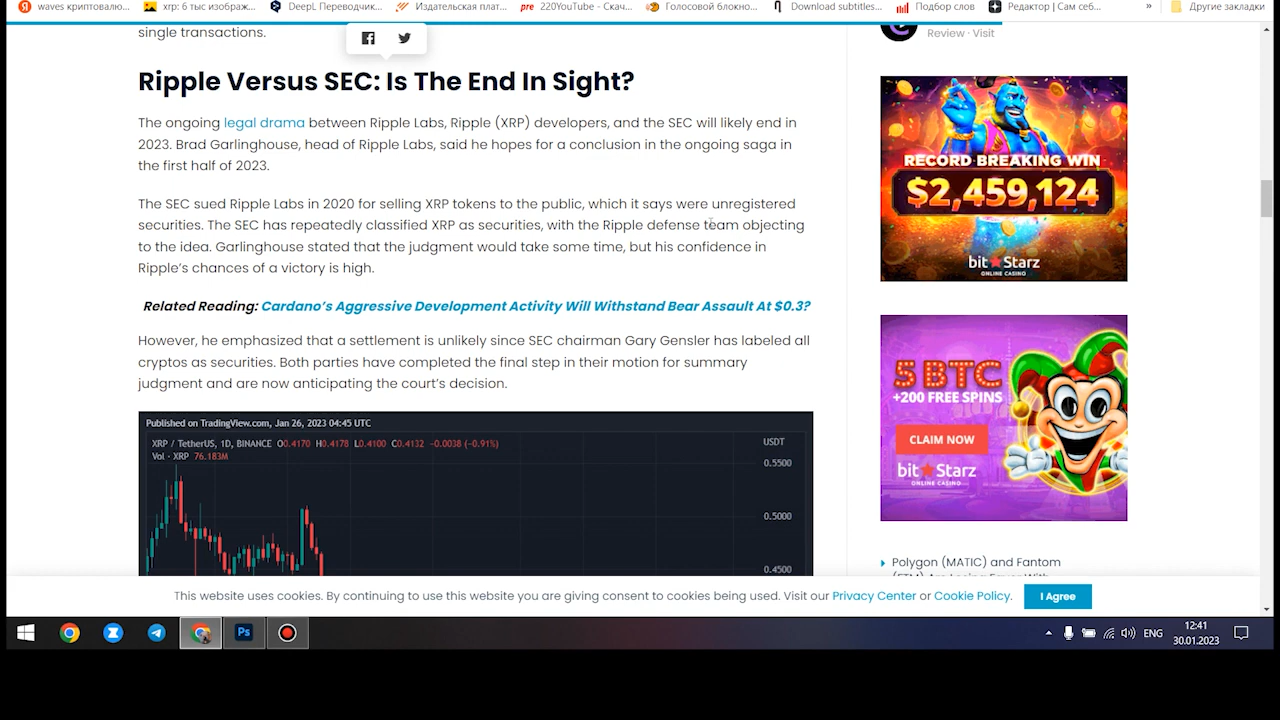 waves криптовалю...
xrp: 6 тыс изображ...
DeepL Переводчик...
Издательская плат...
pre 220YouTube - Скач...
Голосовой блокно...
Download subtitles...
Подбор слов
Редактор | Сам себ...
»
Другие закладки
single transactions.
Review · Visit
Ripple Versus SEC: Is The End In Sight?
The ongoing legal drama between Ripple Labs, Ripple (XRP) developers, and the SEC will likely end in
2023. Brad Garlinghouse, head of Ripple Labs, said he hopes for a conclusion in the ongoing saga in
the first half of 2023.
The SEC sued Ripple Labs in 2020 for selling XRP tokens to the public, which it says were unregistered
securities. The SEC has repeatedly classified XRP as securities, with the Ripple defense team objecting
to the idea. Garlinghouse stated that the judgment would take some time, but his confidence in
Ripple's chances of a victory is high.
Related Reading: Cardano's Aggressive Development Activity Will Withstand Bear Assault At $0.3?
However, he emphasized that a settlement is unlikely since SEC chairman Gary Gensler has labeled all
cryptos as securities. Both parties have completed the final step in their motion for summary
judgment and are now anticipating the court's decision.
Published on TradingView.com, Jan 26, 2023 04:45 UTC
XRP / TetherUS, 1D, BINANCE O0.4170 H0.4178 L0.4100 C0.4132 -0.0038 (-0.91%)
Vol · XRP 76.183M
USDT
0.5500
0.5000
0.4500
RECORD BREAKING WIN
$2,459,124
bitStarz
ONLINE CASINO
5 BTC
+200 FREE SPINS
CLAIM NOW
bitStarz
ONLINE CASINO
Polygon (MATIC) and Fantom
(FTM) Are Losing Favor With
This website uses cookies. By continuing to use this website you are giving consent to cookies being used. Visit our Privacy Center or Cookie Policy.
I Agree
Ps
ENG
12:41
30.01.2023